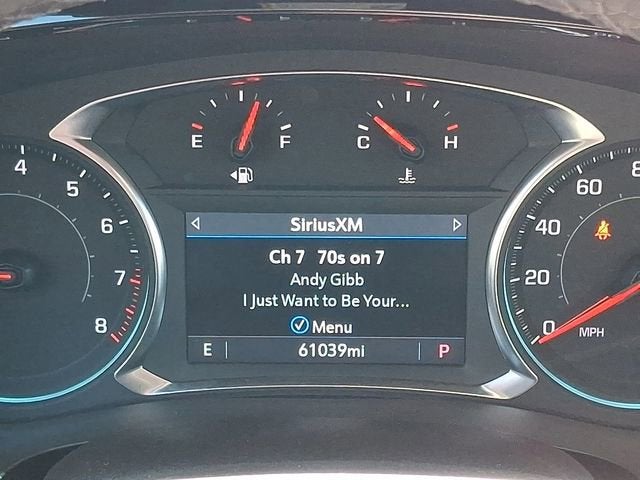 E F
C H
4
5
6
7
8
SiriusXM
Ch 7 70s on 7
Andy Gibb
I Just Want to Be Your...
Menu
E 61039mi P
0
20
40
60
MPH